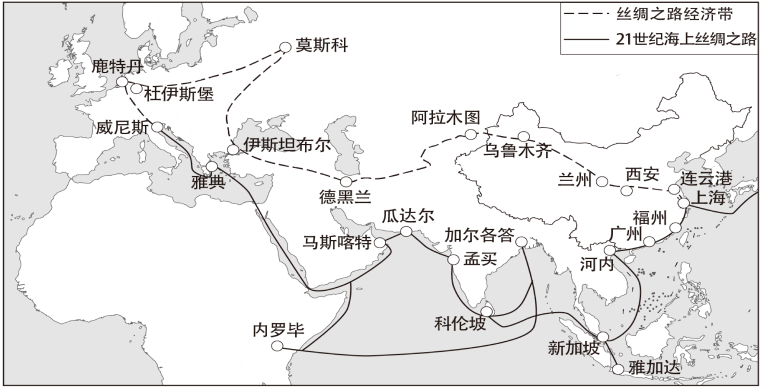 丝绸之路经济带
21世纪海上丝绸之路
莫斯科
鹿特丹
杜伊斯堡
威尼斯
伊斯坦布尔
雅典
德黑兰
阿拉木图
乌鲁木齐
兰州
西安
连云港
上海
福州
广州
河内
瓜达尔
马斯喀特
加尔各答
孟买
科伦坡
内罗毕
新加坡
雅加达